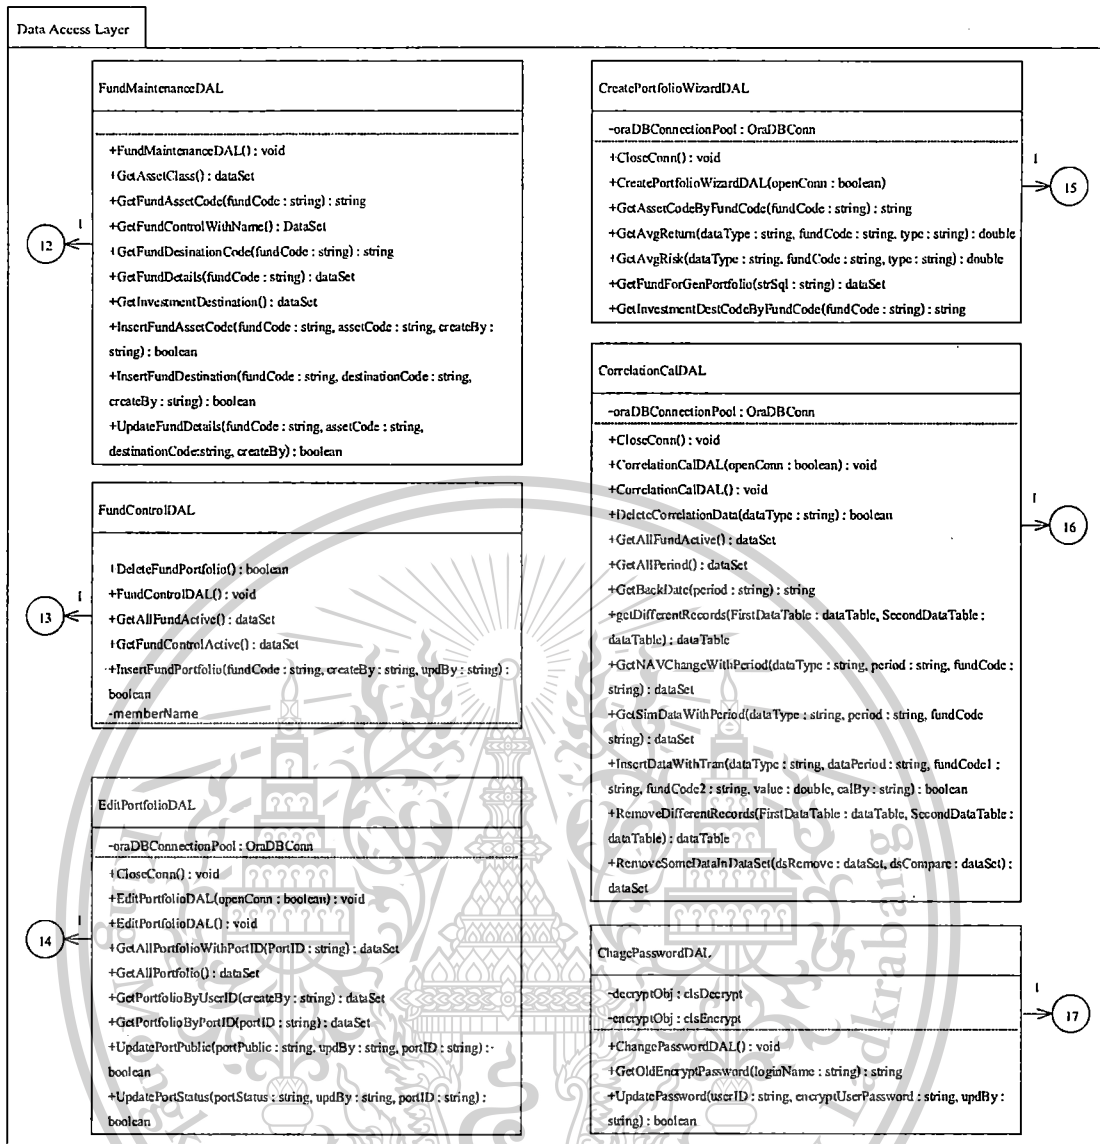 Data Access Layer
FundMaintenanceDAL
+FundMaintenanceDAL() : void
+GetAssetClass() : dataSet
+GetFundAssetCode(fundCode : string) : string
+GetFundControlWithName() : DataSet
+GetFundDesinationCode(fundCode : string) : string
+GetFundDetails(fundCode : string) : dataSet
+GetInvestmentDestination() : dataSet
+InsertFundAssetCode(fundCode : string, assetCode : string, createBy :
string) : boolean
+InsertFundDestination(fundCode : string, destinationCode : string,
createBy : string) : boolean
+UpdateFundDetails(fundCode : string, assetCode : string,
destinationCode:string, createBy) : boolean
1
12
FundControlDAL
+DeleteFundPortfolio() : boolean
+FundControlDAL() : void
+GetAllFundActive() : dataSet
+GetFundControlActive() : dataSet
+InsertFundPortfolio(fundCode : string, createBy : string, updBy : string) :
boolean
-memberName
1
13
EditPortfolioDAL
-oraDBConnectionPool : OraDBConn
+CloseConn() : void
+EditPortfolioDAL(openConn : boolean) : void
+EditPortfolioDAL() : void
+GetAllPortfolioWithPortID(PortID : string) : dataSet
+GetAllPortfolio() : dataSet
+GetPortfolioByUserID(createBy : string) : dataSet
+GetPortfolioByPortID(portID : string) : dataSet
+UpdatePortPublic(portPublic : string, updBy : string, portID : string) :
boolean
+UpdatePortStatus(portStatus : string, updBy : string, portID : string) :
boolean
1
14
CreatePortfolioWizardDAL
-oraDBConnectionPool : OraDBConn
+CloseConn() : void
+CreatePortfolioWizardDAL(openConn : boolean)
+GetAssetCodeByFundCode(fundCode : string) : string
+GetAvgReturn(dataType : string, fundCode : string, type : string) : double
+GetAvgRisk(dataType : string, fundCode : string, type : string) : double
+GetFundForGenPortfolio(strSql : string) : dataSet
+GetInvestmentDestCodeByFundCode(fundCode : string) : string
1
15
CorrelationCalDAL
-oraDBConnectionPool : OraDBConn
+CloseConn() : void
+CorrelationCalDAL(openConn : boolean) : void
+CorrelationCalDAL() : void
+DeleteCorrelationData(dataType : string) : boolean
+GetAllFundActive() : dataSet
+GetAllPeriod() : dataSet
+GetBackDate(period : string) : string
+getDifferentRecords(FirstDataTable : dataTable, SecondDataTable :
dataTable) : dataTable
+GetNAVChangeWithPeriod(dataType : string, period : string, fundCode :
string) : dataSet
+GetSimDataWithPeriod(dataType : string, period : string, fundCode
string) : dataSet
+InsertDataWithTran(dataType : string, dataPeriod : string, fundCode1 :
string, fundCode2 : string, value : double, calBy : string) : boolean
+RemoveDifferentRecords(FirstDataTable : dataTable, SecondDataTable :
dataTable) : dataTable
+RemoveSomeDataInDataSet(dsRemove : dataSet, dsCompare : dataSet) :
dataSet
1
16
ChagePasswordDAL
-decryptObj : clsDecrypt
-encryptObj : clsEncrypt
+ChangePasswordDAL() : void
+GetOldEncryptPassword(loginName : string) : string
+UpdatePassword(userID : string, encryptUserPassword : string, updBy :
string) : boolean
1
17